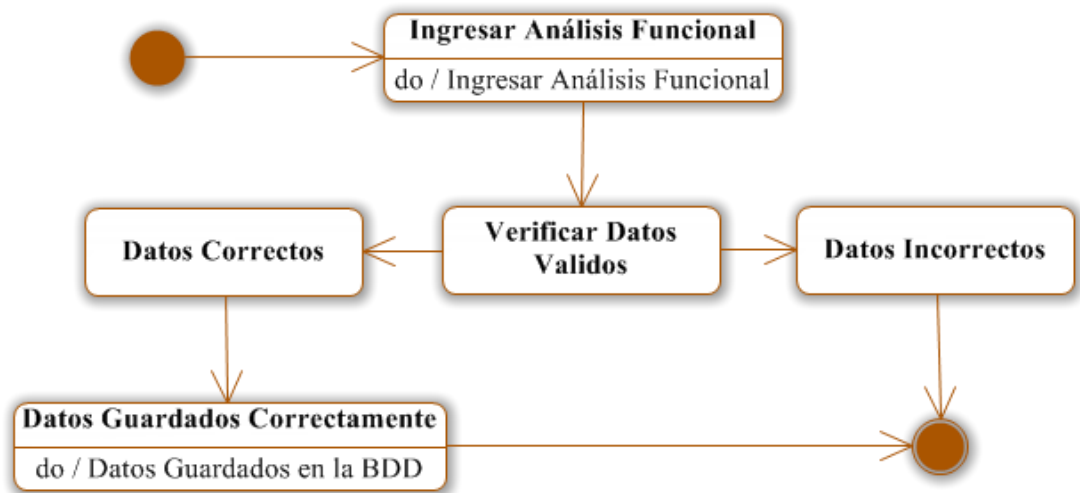 Ingresar Análisis Funcional
do / Ingresar Análisis Funcional
Datos Correctos
Verificar Datos
Validos
Datos Incorrectos
Datos Guardados Correctamente
do / Datos Guardados en la BDD